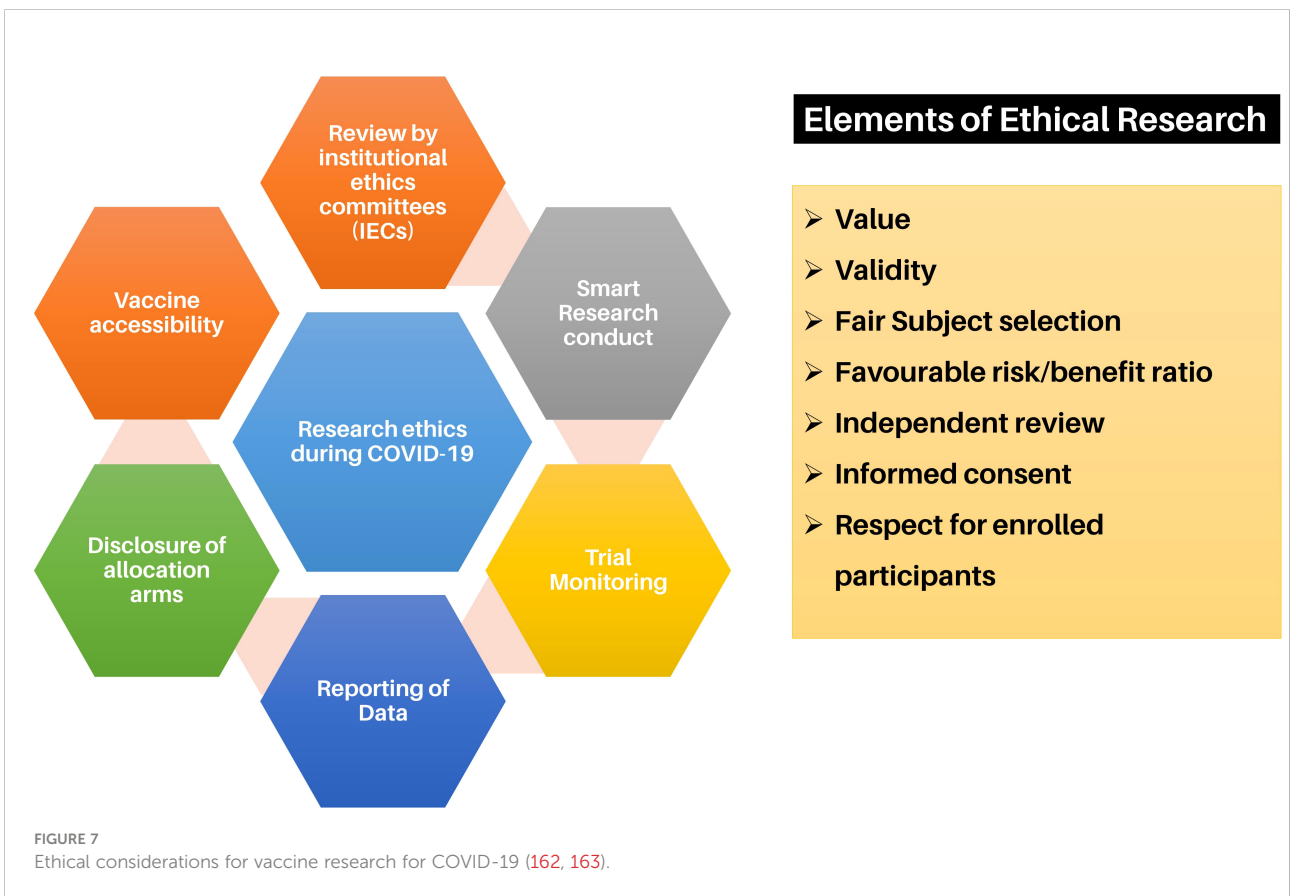 Review by
institutional
ethics
committees
(IECs)
Smart
Research
conduct
Trial
Monitoring
Reporting of
Data
Disclosure of
allocation
arms
Vaccine
accessibility
Research ethics
during COVID-19
Elements of Ethical Research
➢ Value
➢ Validity
➢ Fair Subject selection
➢ Favourable risk/benefit ratio
➢ Independent review
➢ Informed consent
➢ Respect for enrolled
participants
FIGURE 7
Ethical considerations for vaccine research for COVID-19 (162, 163).